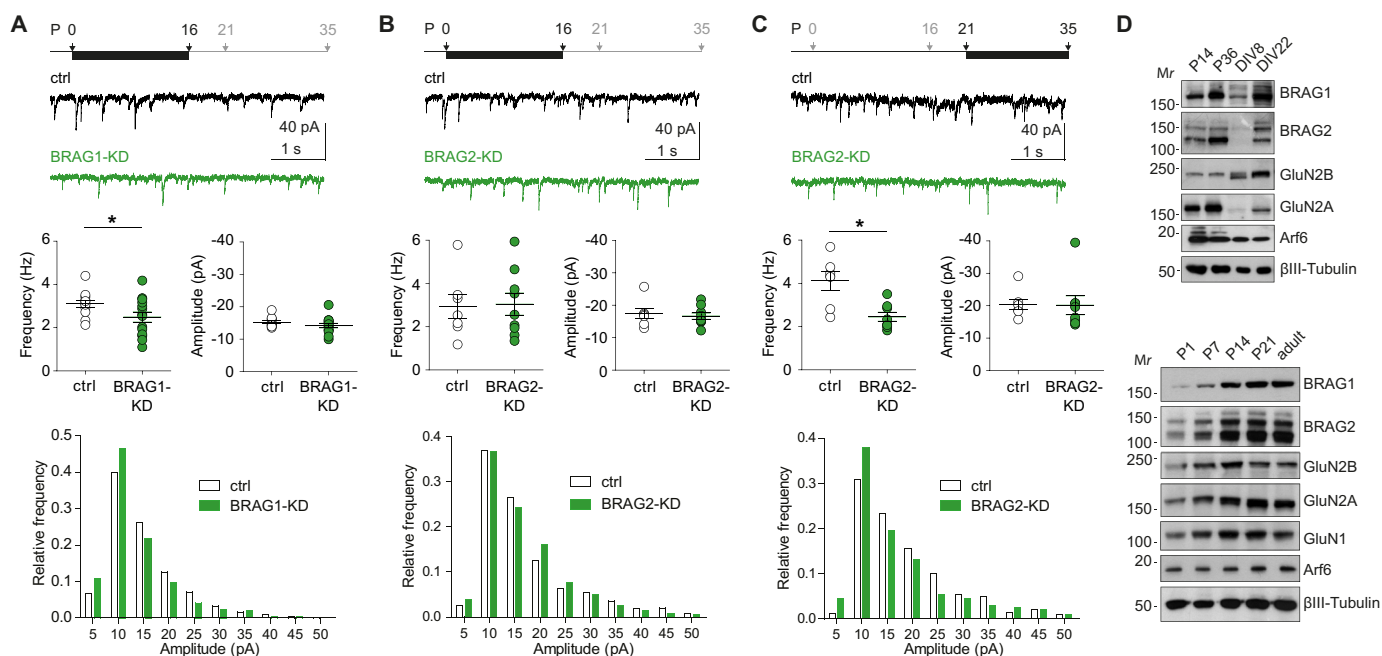 A
P 0 16 21 35
ctrl
40 pA
1 s
BRAG1-KD
*
Frequency (Hz)
6
4
2
0
ctrl BRAG1-KD
Amplitude (pA)
-40
-30
-20
-10
0
ctrl BRAG1-KD
Relative frequency
0.5
0.4
0.3
0.2
0.1
0
ctrl
BRAG1-KD
5 10 15 20 25 30 35 40 45 50
Amplitude (pA)
B
0 16 21 35
ctrl
40 pA
1 s
BRAG2-KD
Frequency (Hz)
6
4
2
0
ctrl BRAG2-KD
Amplitude (pA)
-40
-30
-20
-10
0
ctrl BRAG2-KD
Relative frequency
0.4
0.3
0.2
0.1
0
ctrl
BRAG2-KD
5 10 15 20 25 30 35 40 45 50
Amplitude (pA)
C
P 0 16 21 35
ctrl
40 pA
1 s
BRAG2-KD
*
Frequency (Hz)
6
4
2
0
ctrl BRAG2-KD
Amplitude (pA)
-40
-30
-20
-10
0
ctrl BRAG2-KD
Relative frequency
0.4
0.3
0.2
0.1
0
ctrl
BRAG2-KD
5 10 15 20 25 30 35 40 45 50
Amplitude (pA)
D
Mr P14 P36 DIV8 DIV22
150 BRAG1
150 BRAG2
100
250 GluN2B
150 GluN2A
20 Arf6
50 βIII-Tubulin
Mr P1 P7 P14 P21 adult
150 BRAG1
150 BRAG2
100
250 GluN2B
150 GluN2A
100 GluN1
20 Arf6
50 βIII-Tubulin